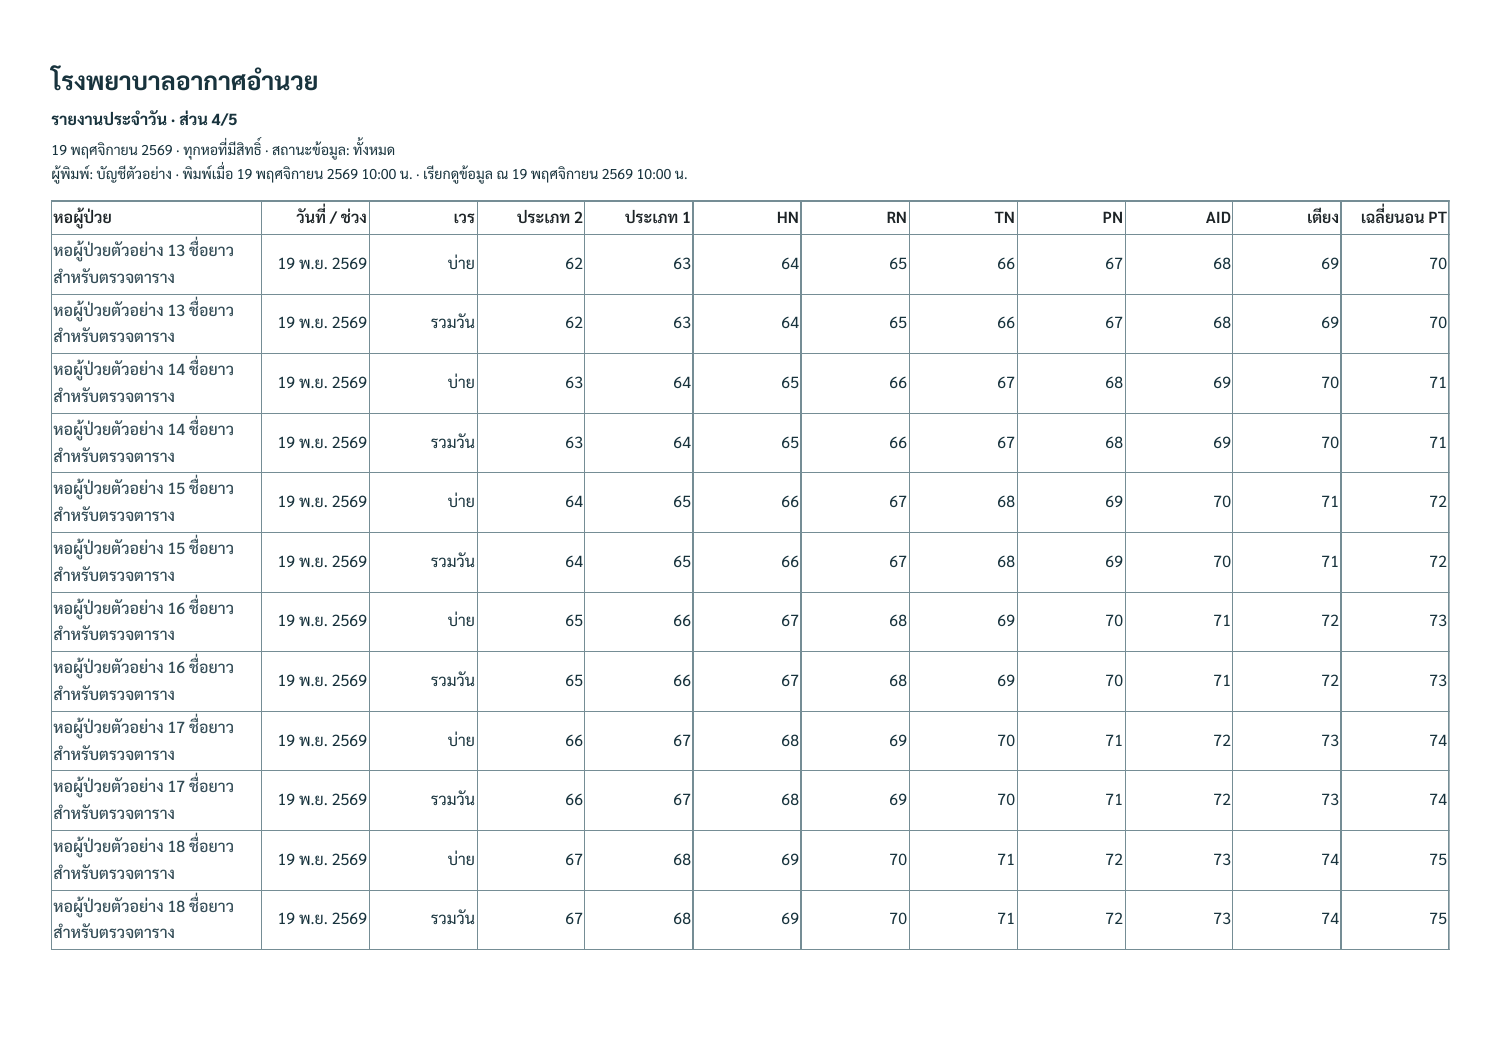 โรงพยาบาลอากาศอำนวย
รายงานประจำวัน · ส่วน 4/5
19 พฤศจิกายน 2569 · ทุกหอที่มีสิทธิ์ · สถานะข้อมูล: ทั้งหมด
ผู้พิมพ์: บัญชีตัวอย่าง · พิมพ์เมื่อ 19 พฤศจิกายน 2569 10:00 น. · เรียกดูข้อมูล ณ 19 พฤศจิกายน 2569 10:00 น.
หอผู้ป่วย วันที่ / ช่วง เวร ประเภท 2 ประเภท 1 HN RN TN PN AID เตียง เฉลี่ยนอน PT
หอผู้ป่วยตัวอย่าง 13 ชื่อยาว
สำหรับตรวจตาราง 19 พ.ย. 2569 บ่าย 62 63 64 65 66 67 68 69 70
หอผู้ป่วยตัวอย่าง 13 ชื่อยาว
สำหรับตรวจตาราง 19 พ.ย. 2569 รวมวัน 62 63 64 65 66 67 68 69 70
หอผู้ป่วยตัวอย่าง 14 ชื่อยาว
สำหรับตรวจตาราง 19 พ.ย. 2569 บ่าย 63 64 65 66 67 68 69 70 71
หอผู้ป่วยตัวอย่าง 14 ชื่อยาว
สำหรับตรวจตาราง 19 พ.ย. 2569 รวมวัน 63 64 65 66 67 68 69 70 71
หอผู้ป่วยตัวอย่าง 15 ชื่อยาว
สำหรับตรวจตาราง 19 พ.ย. 2569 บ่าย 64 65 66 67 68 69 70 71 72
หอผู้ป่วยตัวอย่าง 15 ชื่อยาว
สำหรับตรวจตาราง 19 พ.ย. 2569 รวมวัน 64 65 66 67 68 69 70 71 72
หอผู้ป่วยตัวอย่าง 16 ชื่อยาว
สำหรับตรวจตาราง 19 พ.ย. 2569 บ่าย 65 66 67 68 69 70 71 72 73
หอผู้ป่วยตัวอย่าง 16 ชื่อยาว
สำหรับตรวจตาราง 19 พ.ย. 2569 รวมวัน 65 66 67 68 69 70 71 72 73
หอผู้ป่วยตัวอย่าง 17 ชื่อยาว
สำหรับตรวจตาราง 19 พ.ย. 2569 บ่าย 66 67 68 69 70 71 72 73 74
หอผู้ป่วยตัวอย่าง 17 ชื่อยาว
สำหรับตรวจตาราง 19 พ.ย. 2569 รวมวัน 66 67 68 69 70 71 72 73 74
หอผู้ป่วยตัวอย่าง 18 ชื่อยาว
สำหรับตรวจตาราง 19 พ.ย. 2569 บ่าย 67 68 69 70 71 72 73 74 75
หอผู้ป่วยตัวอย่าง 18 ชื่อยาว
สำหรับตรวจตาราง 19 พ.ย. 2569 รวมวัน 67 68 69 70 71 72 73 74 75